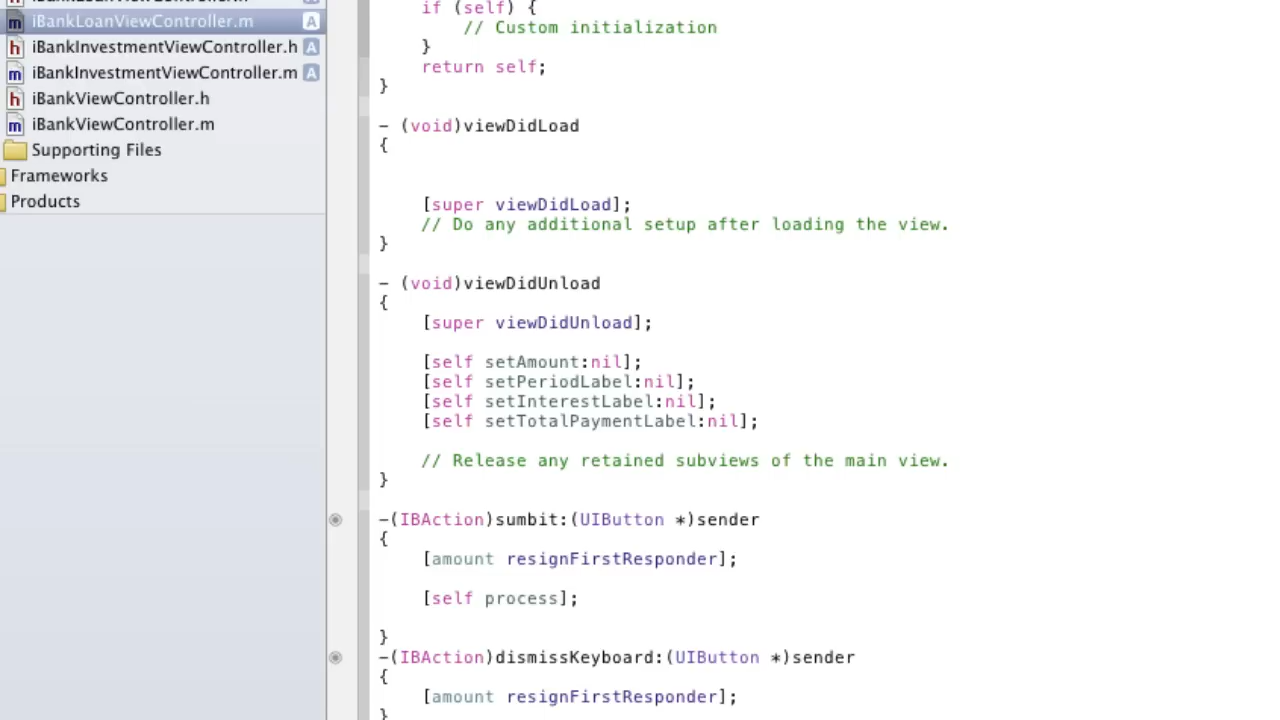 iBankLoanViewController.m A
iBankInvestmentViewController.h A
iBankInvestmentViewController.m A
iBankViewController.h
iBankViewController.m
Supporting Files
Frameworks
Products
if (self) {
// Custom initialization
}
return self;
}
- (void)viewDidLoad
{
[super viewDidLoad];
// Do any additional setup after loading the view.
}
- (void)viewDidUnload
{
[super viewDidUnload];
[self setAmount:nil];
[self setPeriodLabel:nil];
[self setInterestLabel:nil];
[self setTotalPaymentLabel:nil];
// Release any retained subviews of the main view.
}
-(IBAction)sumbit:(UIButton *)sender
{
[amount resignFirstResponder];
[self process];
}
-(IBAction)dismissKeyboard:(UIButton *)sender
{
[amount resignFirstResponder];
}